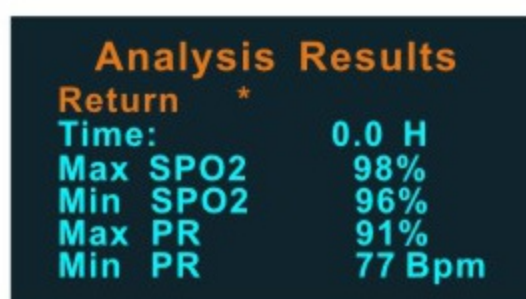 Analysis Results
Return *
Time: 0.0 H
Max SPO2 98%
Min SPO2 96%
Max PR 91%
Min PR 77 Bpm